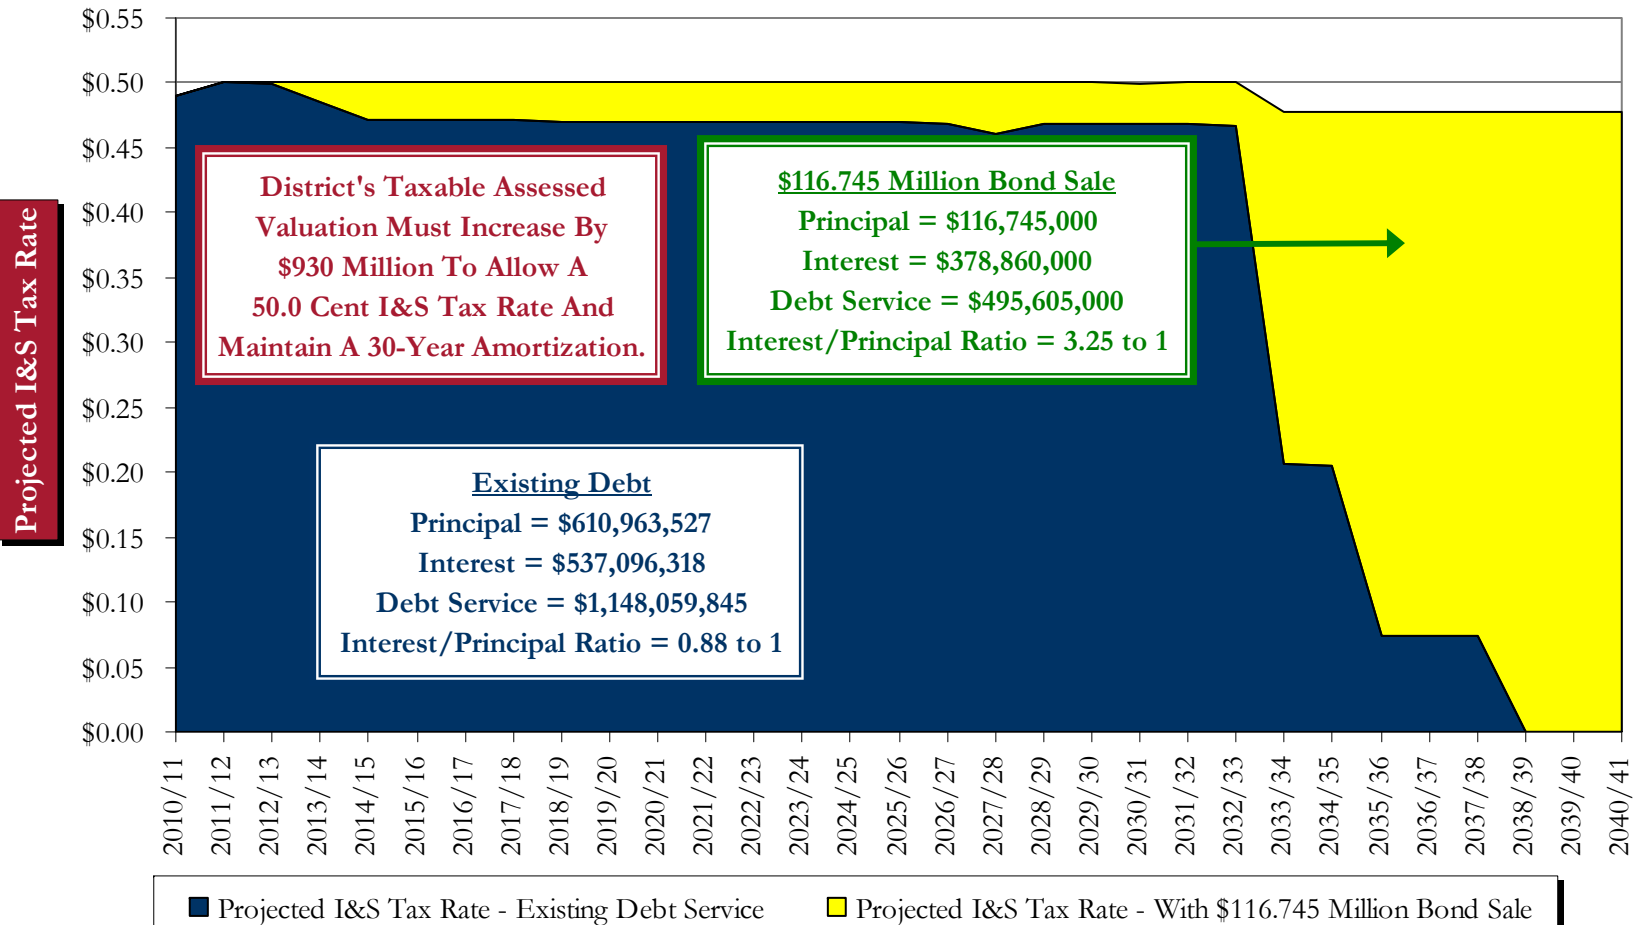 $0.55
$0.50
$0.45
$0.40
$0.35
$0.30
$0.25
$0.20
$0.15
$0.10
$0.05
$0.00
Projected I&S Tax Rate
District's Taxable Assessed
Valuation Must Increase By
$930 Million To Allow A
50.0 Cent I&S Tax Rate And
Maintain A 30-Year Amortization.
$116.745 Million Bond Sale
Principal = $116,745,000
Interest = $378,860,000
Debt Service = $495,605,000
Interest/Principal Ratio = 3.25 to 1
Existing Debt
Principal = $610,963,527
Interest = $537,096,318
Debt Service = $1,148,059,845
Interest/Principal Ratio = 0.88 to 1
2010/11
2011/12
2012/13
2013/14
2014/15
2015/16
2016/17
2017/18
2018/19
2019/20
2020/21
2021/22
2022/23
2023/24
2024/25
2025/26
2026/27
2027/28
2028/29
2029/30
2030/31
2031/32
2032/33
2033/34
2034/35
2035/36
2036/37
2037/38
2038/39
2039/40
2040/41
Projected I&S Tax Rate - Existing Debt Service
Projected I&S Tax Rate - With $116.745 Million Bond Sale